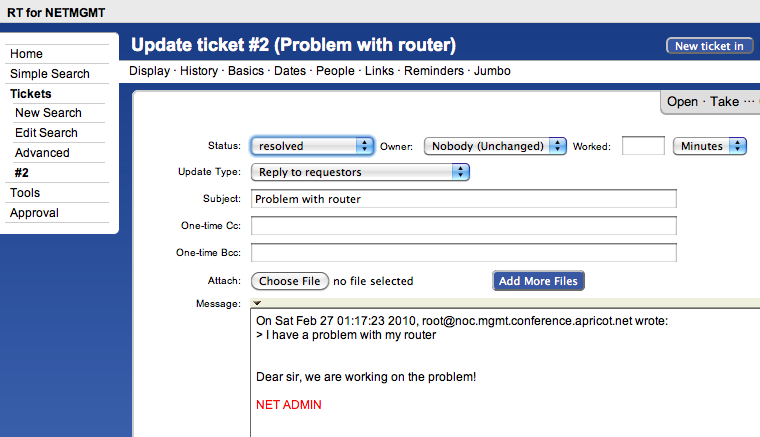 RT for NETMGMT
Update ticket #2 (Problem with router)
New ticket in
Home
Simple Search
Tickets
New Search
Edit Search
Advanced
#2
Tools
Approval
Display · History · Basics · Dates · People · Links · Reminders · Jumbo
Open · Take ···
Status: resolved Owner: Nobody (Unchanged) Worked: Minutes
Update Type: Reply to requestors
Subject: Problem with router
One-time Cc:
One-time Bcc:
Attach: Choose File no file selected Add More Files
Message:
On Sat Feb 27 01:17:23 2010, root@noc.mgmt.conference.apricot.net wrote:
> I have a problem with my router
Dear sir, we are working on the problem!
NET ADMIN